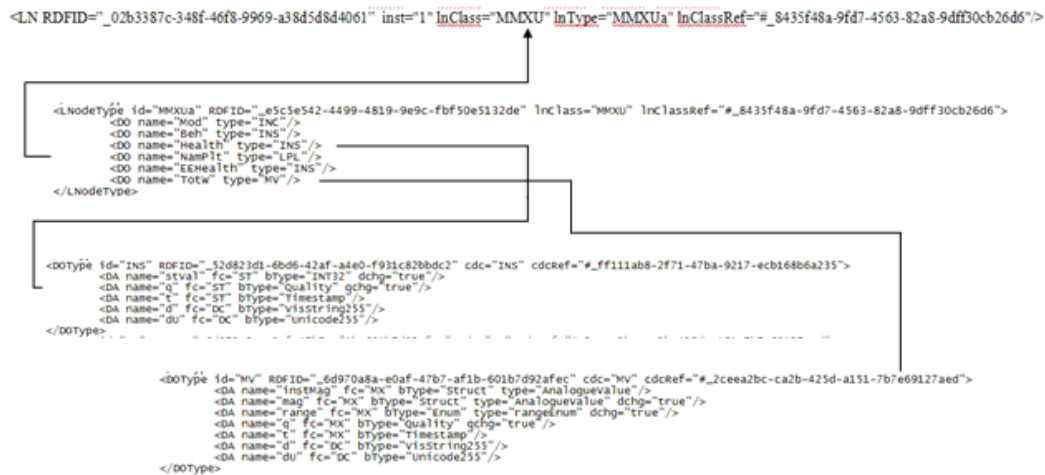 <LN RDFID="_02b3387c-348f-46f8-9969-a38d5d8d4061" inst="1" lnClass="MMXU" lnType="MMXUa" lnClassRef="#_8435f48a-9fd7-4563-82a8-9dff30cb26d6"/>
<LNodeType id="MMXUa" RDFID="_e5c5e542-4499-4819-9e9c-fbf50e5132de" lnClass="MMXU" lnClassRef="#_8435f48a-9fd7-4563-82a8-9dff30cb26d6">
<DO name="Mod" type="INC"/>
<DO name="Beh" type="INS"/>
<DO name="Health" type="INS"/>
<DO name="NamPlt" type="LPL"/>
<DO name="EEHealth" type="INS"/>
<DO name="TotW" type="MV"/>
</LNodeType>
<DOType id="INS" RDFID="_52d823d1-6bd6-42af-a4e0-f931c82bbdc2" cdc="INS" cdcRef="#_ff111ab8-2f71-47ba-9217-ecb168b6a235">
<DA name="stVal" fc="ST" bType="INT32" dchg="true"/>
<DA name="q" fc="ST" bType="Quality" qchg="true"/>
<DA name="t" fc="ST" bType="Timestamp"/>
<DA name="d" fc="DC" bType="VisString255"/>
<DA name="dU" fc="DC" bType="Unicode255"/>
</DOType>
<DOType id="MV" RDFID="_6d970a8a-e0af-47b7-af1b-601b7d92afec" cdc="MV" cdcRef="#_2ceea2bc-ca2b-425d-a151-7b7e69127aed">
<DA name="instMag" fc="MX" bType="Struct" type="AnalogueValue"/>
<DA name="mag" fc="MX" bType="Struct" type="AnalogueValue" dchg="true"/>
<DA name="range" fc="MX" bType="Enum" type="rangeEnum" dchg="true"/>
<DA name="q" fc="MX" bType="Quality" qchg="true"/>
<DA name="t" fc="MX" bType="Timestamp"/>
<DA name="d" fc="DC" bType="VisString255"/>
<DA name="dU" fc="DC" bType="Unicode255"/>
</DOType>